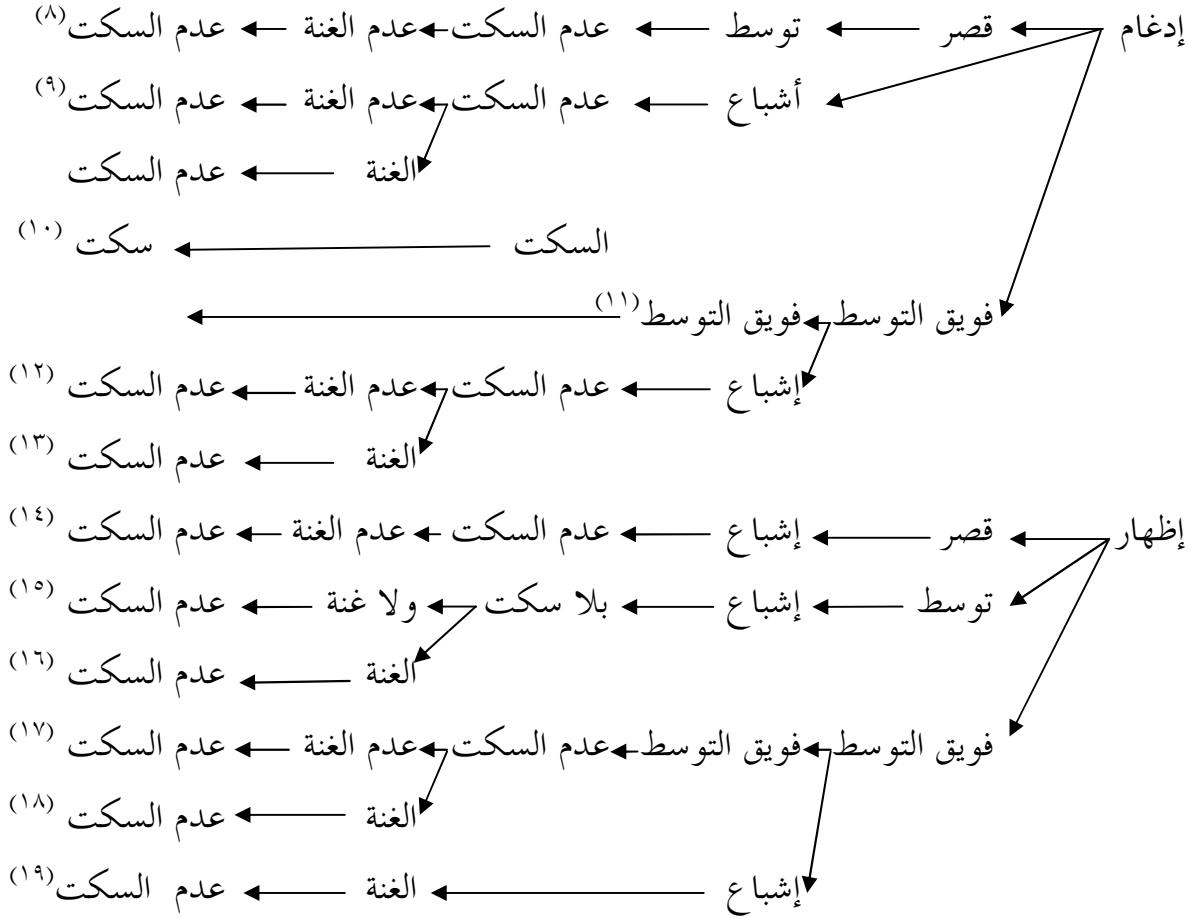 إدغام قصر توسط عدم السكت عدم الغنة عدم السكت(٨)
أشباع عدم السكت عدم الغنة عدم السكت(٩)
الغنة عدم السكت
السكت سكت (١٠)
فويق التوسط فويق التوسط(١١)
إشباع عدم السكت عدم الغنة عدم السكت (١٢)
الغنة عدم السكت (١٣)
إظهار قصر إشباع عدم السكت عدم الغنة عدم السكت (١٤)
توسط إشباع بلا سكت ولا غنة عدم السكت (١٥)
الغنة عدم السكت (١٦)
فويق التوسط فويق التوسط عدم السكت عدم الغنة عدم السكت (١٧)
الغنة عدم السكت (١٨)
إشباع الغنة عدم السكت(١٩)